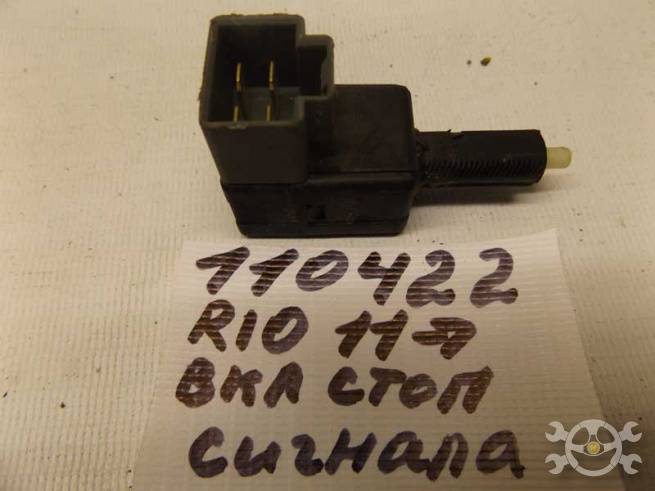 110422
RIO 11→
ВКЛ СТОП
СИГНАЛА